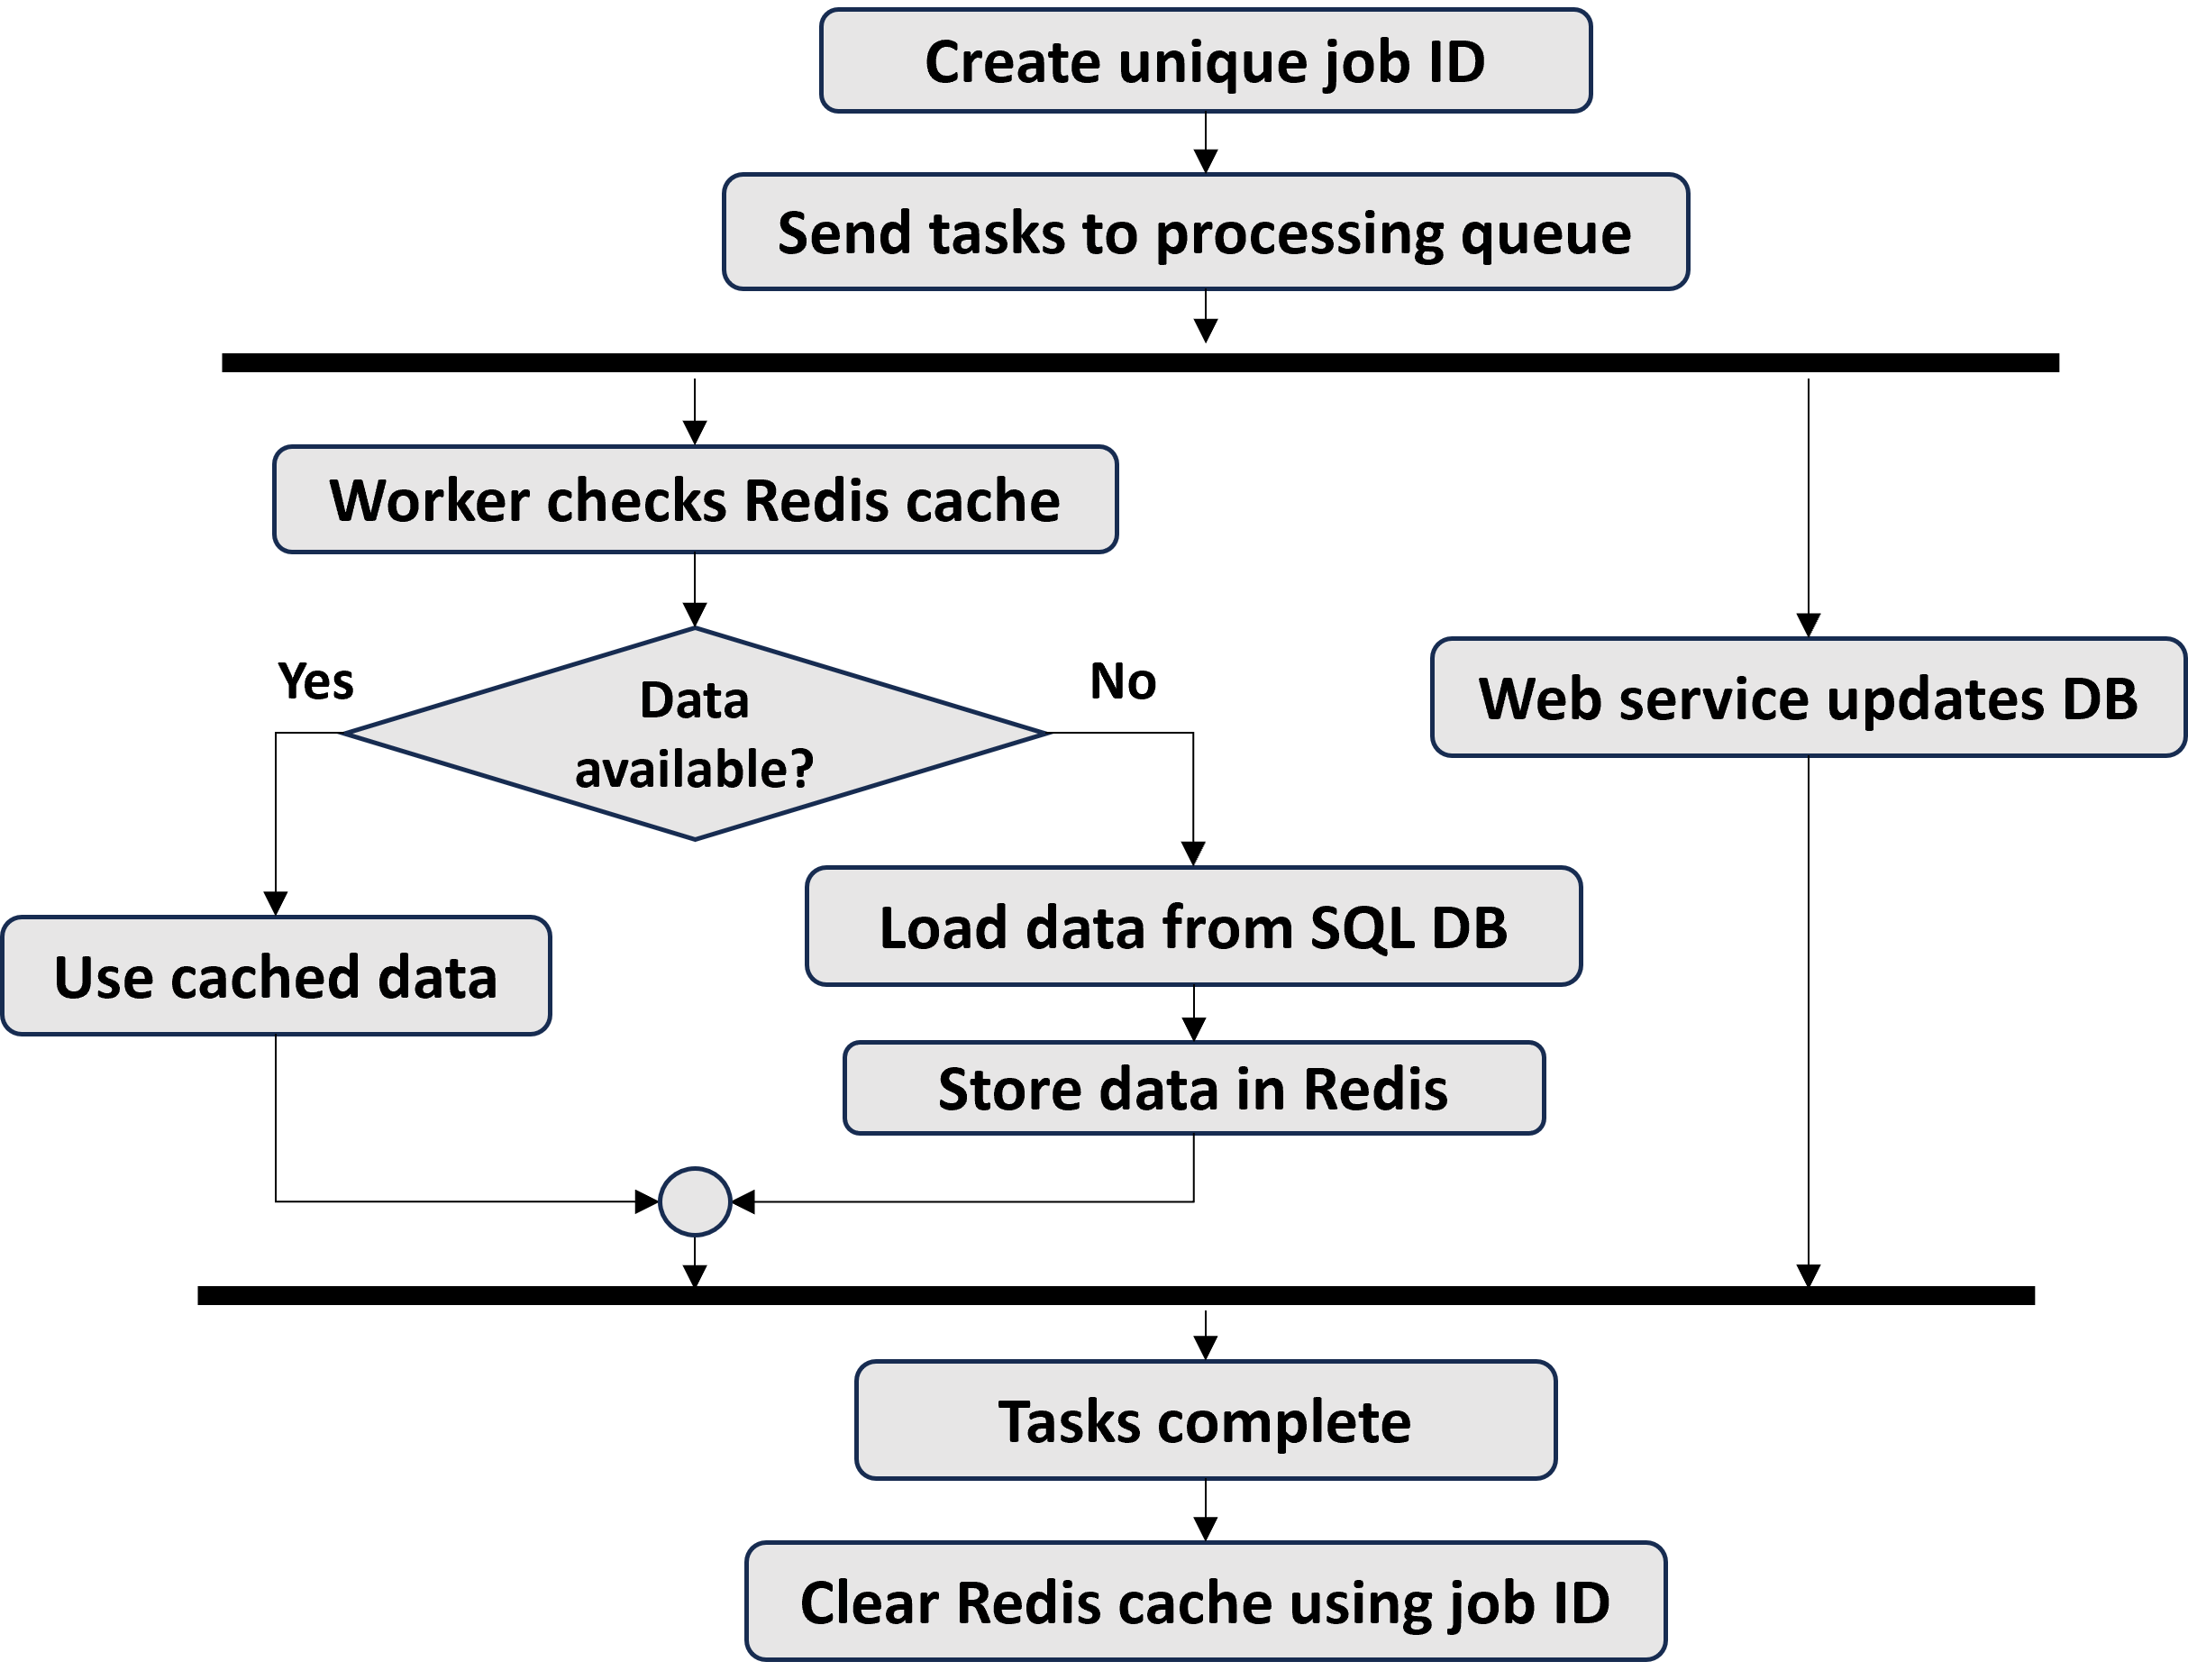 Create unique job ID
Send tasks to processing queue
Worker checks Redis cache
Yes
Data
available?
No
Web service updates DB
Load data from SQL DB
Use cached data
Store data in Redis
Tasks complete
Clear Redis cache using job ID